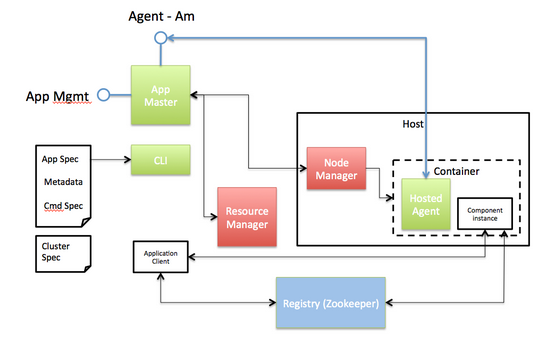 Agent - Am
App Mgmt
App
Master
Host
App Spec
Metadata
Cmd Spec
CLI
Node
Manager
Container
Hosted
Agent
Component
instance
Resource
Manager
Cluster
Spec
Application
Client
Registry (Zookeeper)